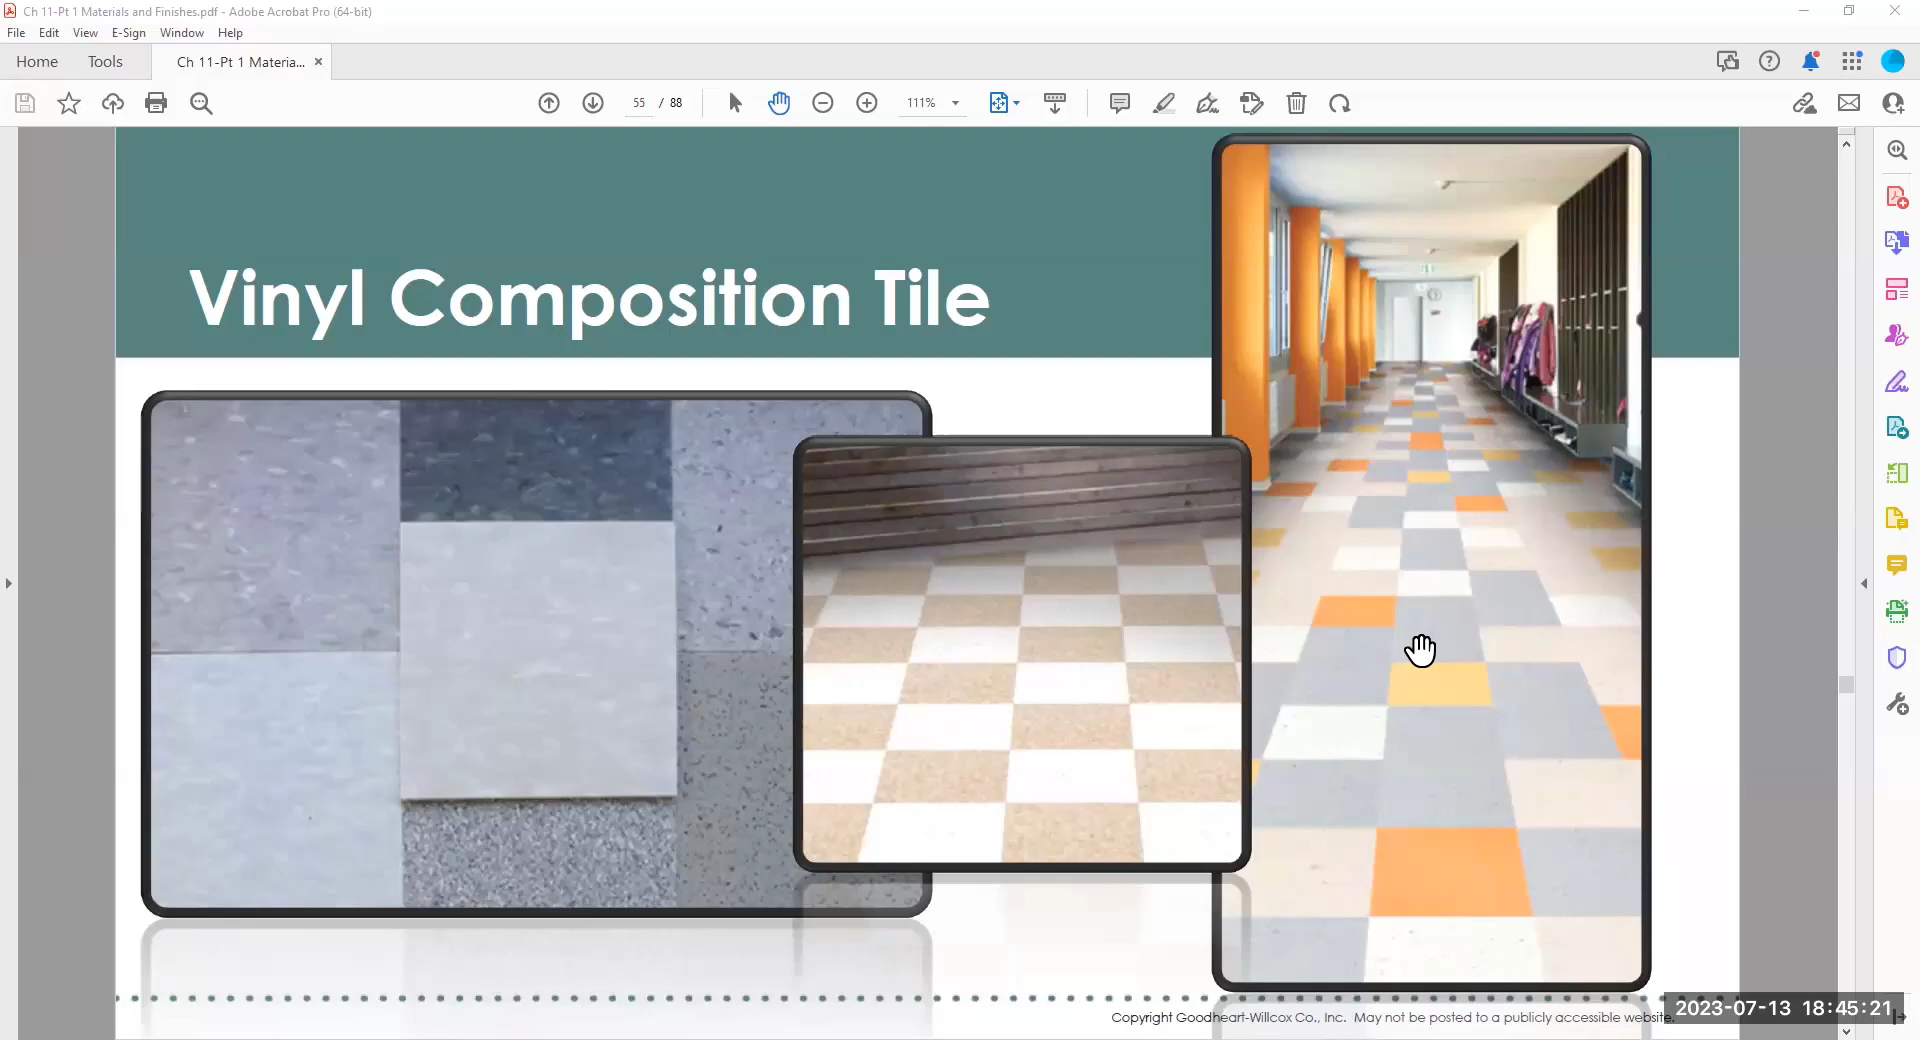 Ch 11-Pt 1 Materials and Finishes.pdf - Adobe Acrobat Pro (64-bit)
File Edit View E-Sign Window Help
Home Tools Ch 11-Pt 1 Materia...
55 / 88 111%
Vinyl Composition Tile
Copyright Goodheart-Willcox Co., Inc. May not be posted to a publicly accessible website.
2023-07-13 18:45:21